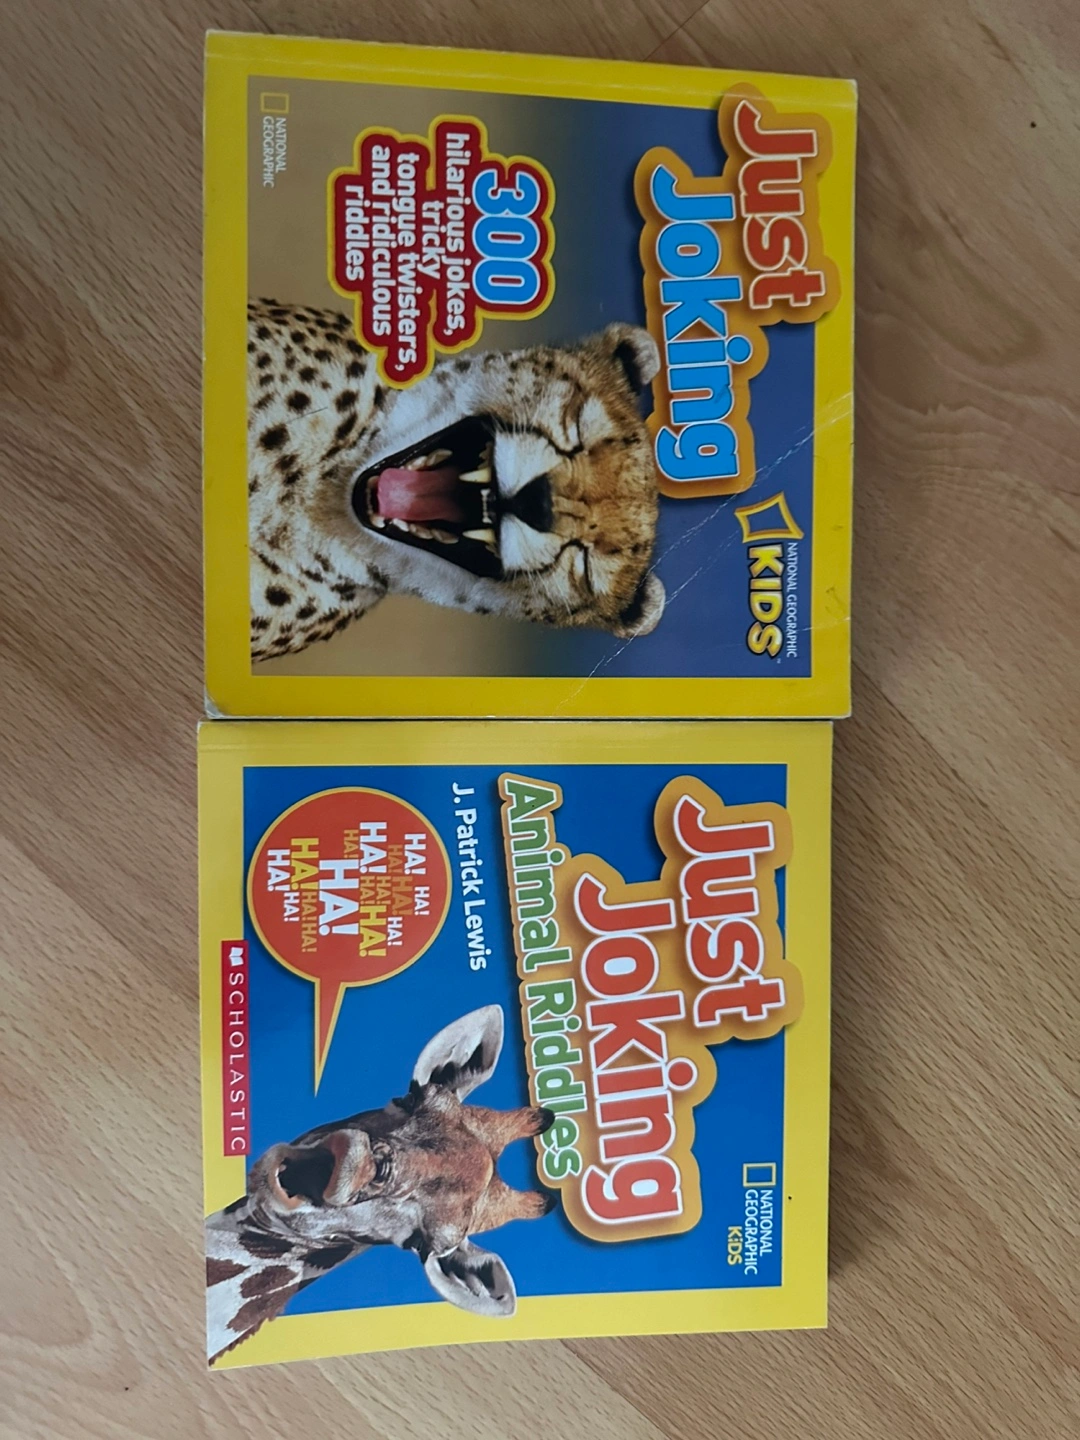 Just
Joking
NATIONAL GEOGRAPHIC
KIDS™
300
hilarious jokes,
tricky
tongue twisters,
and ridiculous
riddles
NATIONAL
GEOGRAPHIC
NATIONAL
GEOGRAPHIC
KiDS
Just
Joking
Animal Riddles
J. Patrick Lewis
HA! HA!
HA! HA! HA!
HA! HA! HA!
HA! HA!
HA!
HA! HA! HA!
HA! HA!
SCHOLASTIC